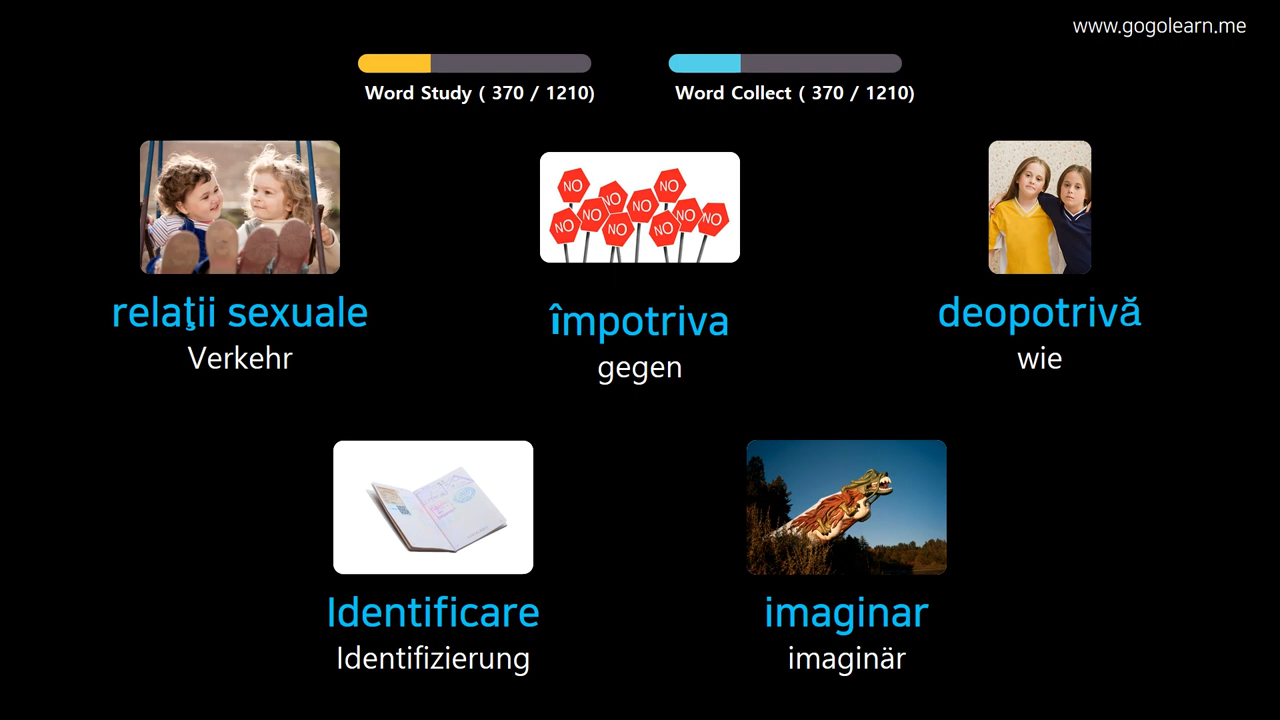 www.gogolearn.me
Word Study ( 370 / 1210)
Word Collect ( 370 / 1210)
NO NO NO NO NO NO NO NO NO NO
relaţii sexuale
Verkehr
împotriva
gegen
deopotrivă
wie
Identificare
Identifizierung
imaginar
imaginär